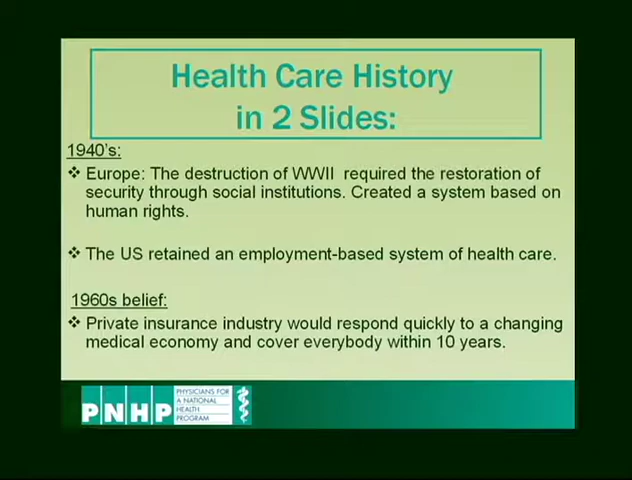 Health Care History
in 2 Slides:
1940's:
❖ Europe: The destruction of WWII required the restoration of
security through social institutions. Created a system based on
human rights.
❖ The US retained an employment-based system of health care.
1960s belief:
❖ Private insurance industry would respond quickly to a changing
medical economy and cover everybody within 10 years.
PNHP
PHYSICIANS FOR
A NATIONAL
HEALTH
PROGRAM